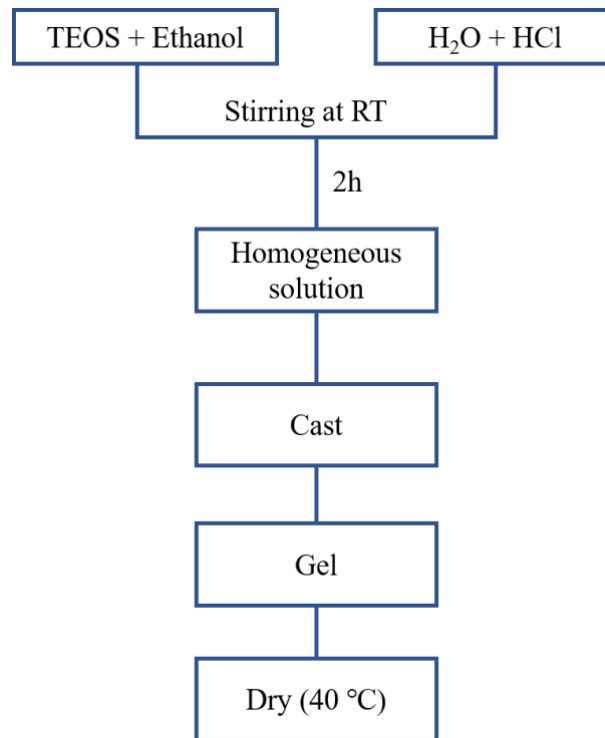 TEOS + Ethanol
H₂O + HCl
Stirring at RT
2h
Homogeneous
solution
Cast
Gel
Dry (40 ℃)